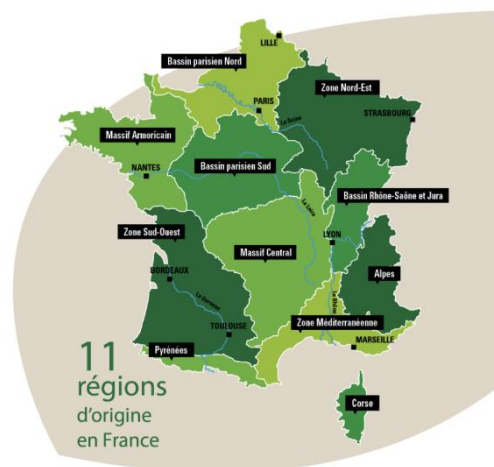 LILLE
Bassin parisien Nord
Zone Nord-Est
PARIS
STRASBOURG
La Seine
Massif Armoricain
Bassin parisien Sud
NANTES
Bassin Rhône-Saône et Jura
La Loire
Zone Sud-Ouest
LYON
Massif Central
Alpes
BORDEAUX
Le Rhône
La Garonne
Zone Méditerranéenne
TOULOUSE
MARSEILLE
Pyrénées
11
régions
d'origine
en France
Corse